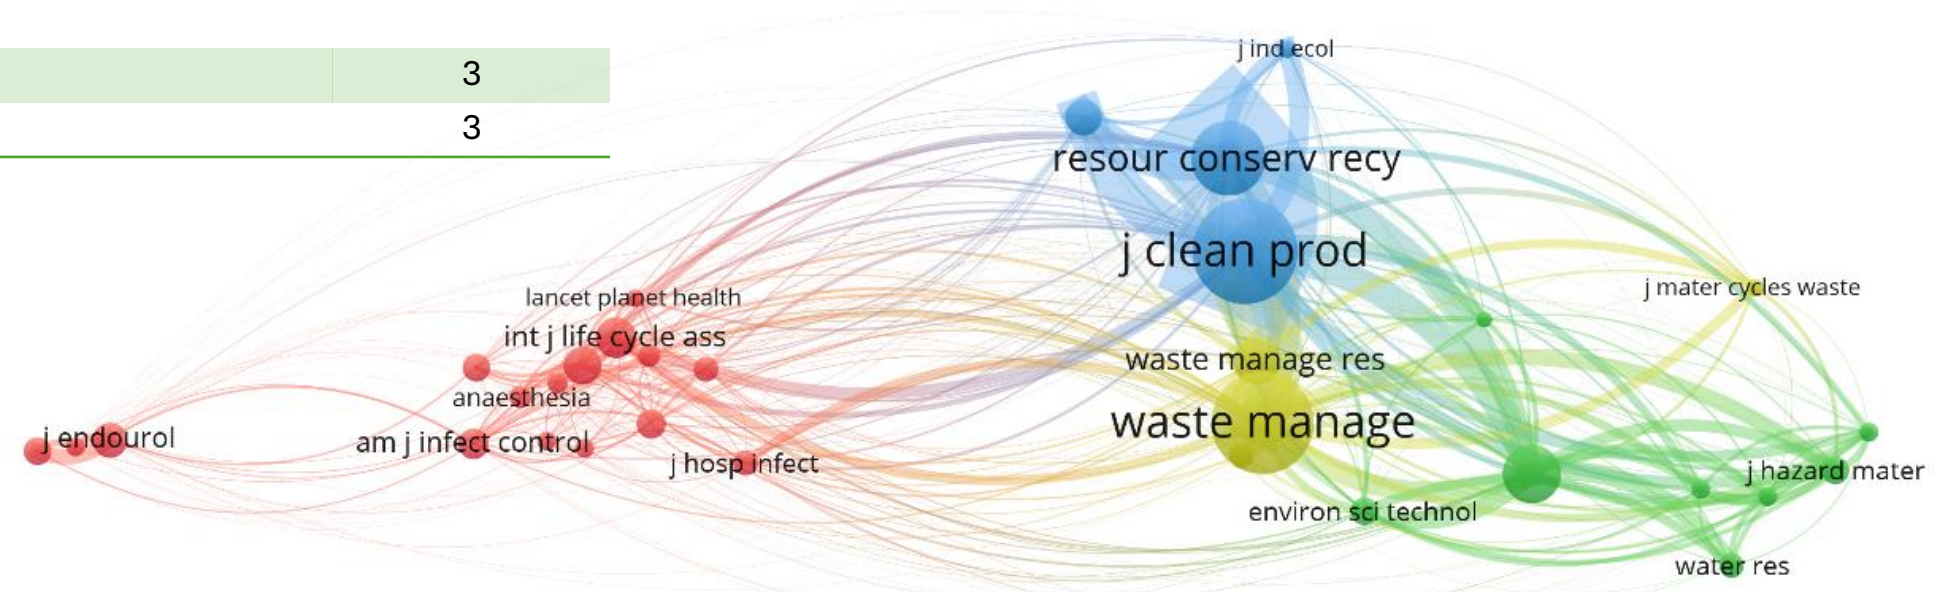 3
3
j ind ecol
resour conserv recy
j clean prod
j mater cycles waste
lancet planet health
int j life cycle ass
waste manage res
anaesthesia
waste manage
j endourol
am j infect control
j hosp infect
j hazard mater
environ sci technol
water res